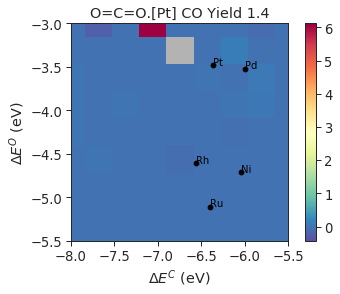 O=C=O.[Pt] CO Yield 1.4
−3.0
−3.5
−4.0
−4.5
−5.0
−5.5
ΔE^O (eV)
Pt
Pd
Rh
Ni
Ru
−8.0 −7.5 −7.0 −6.5 −6.0 −5.5
ΔE^C (eV)
6
5
4
3
2
1
0